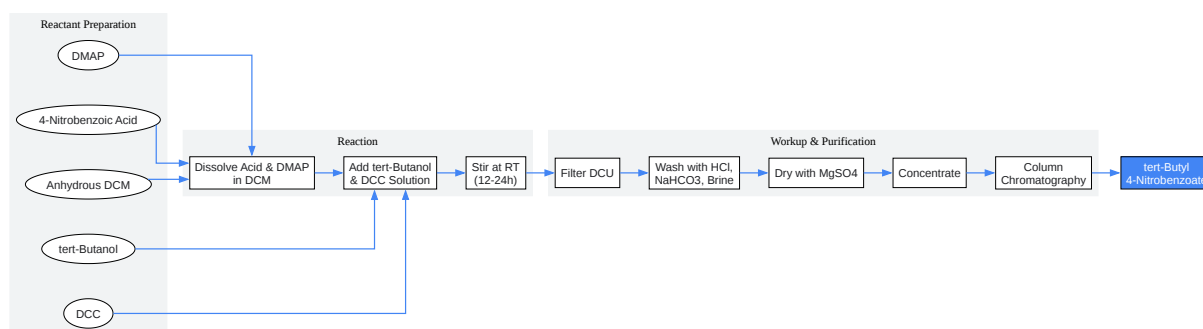 Reactant Preparation
DMAP
4-Nitrobenzoic Acid
Anhydrous DCM
tert-Butanol
DCC
Reaction
Dissolve Acid & DMAP
in DCM
Add tert-Butanol
& DCC Solution
Stir at RT
(12-24h)
Workup & Purification
Filter DCU
Wash with HCl,
NaHCO3, Brine
Dry with MgSO4
Concentrate
Column
Chromatography
tert-Butyl
4-Nitrobenzoate